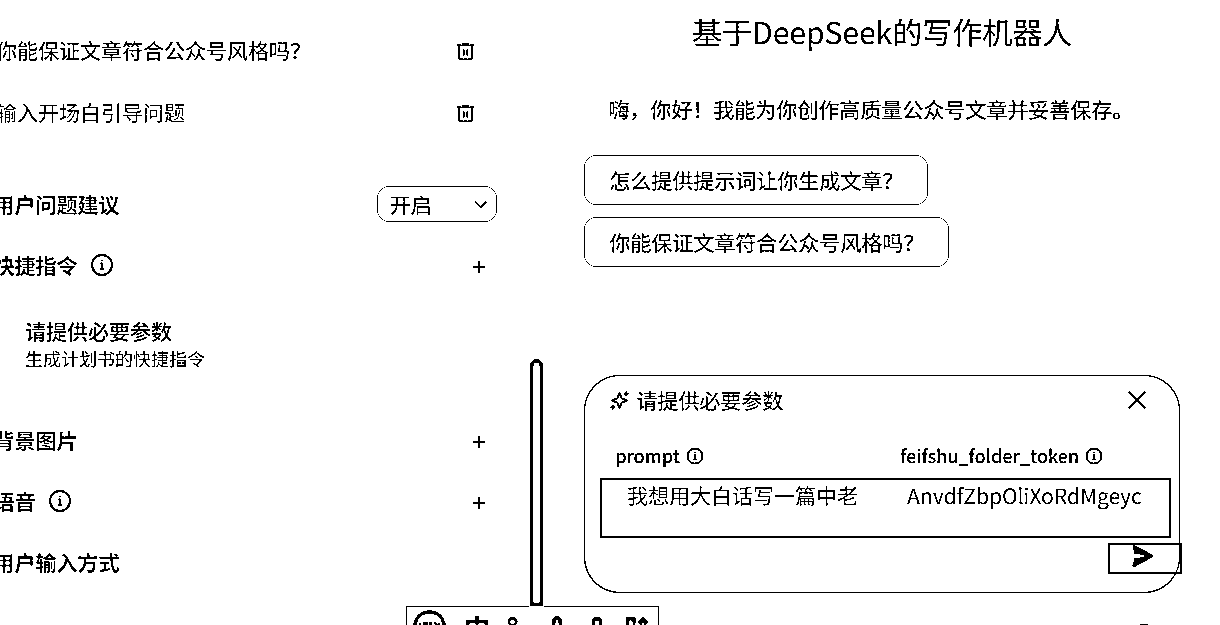 你能保证文章符合公众号风格吗？
输入开场白引导问题
用户问题建议
开启
快捷指令
请提供必要参数
生成计划书的快捷指令
背景图片
语音
用户输入方式
基于DeepSeek的写作机器人
嗨，你好！我能为你创作高质量公众号文章并妥善保存。
怎么提供提示词让你生成文章？
你能保证文章符合公众号风格吗？
请提供必要参数
prompt
feifshu_folder_token
我想用大白话写一篇中老
AnvdfZbpOliXoRdMgeyc